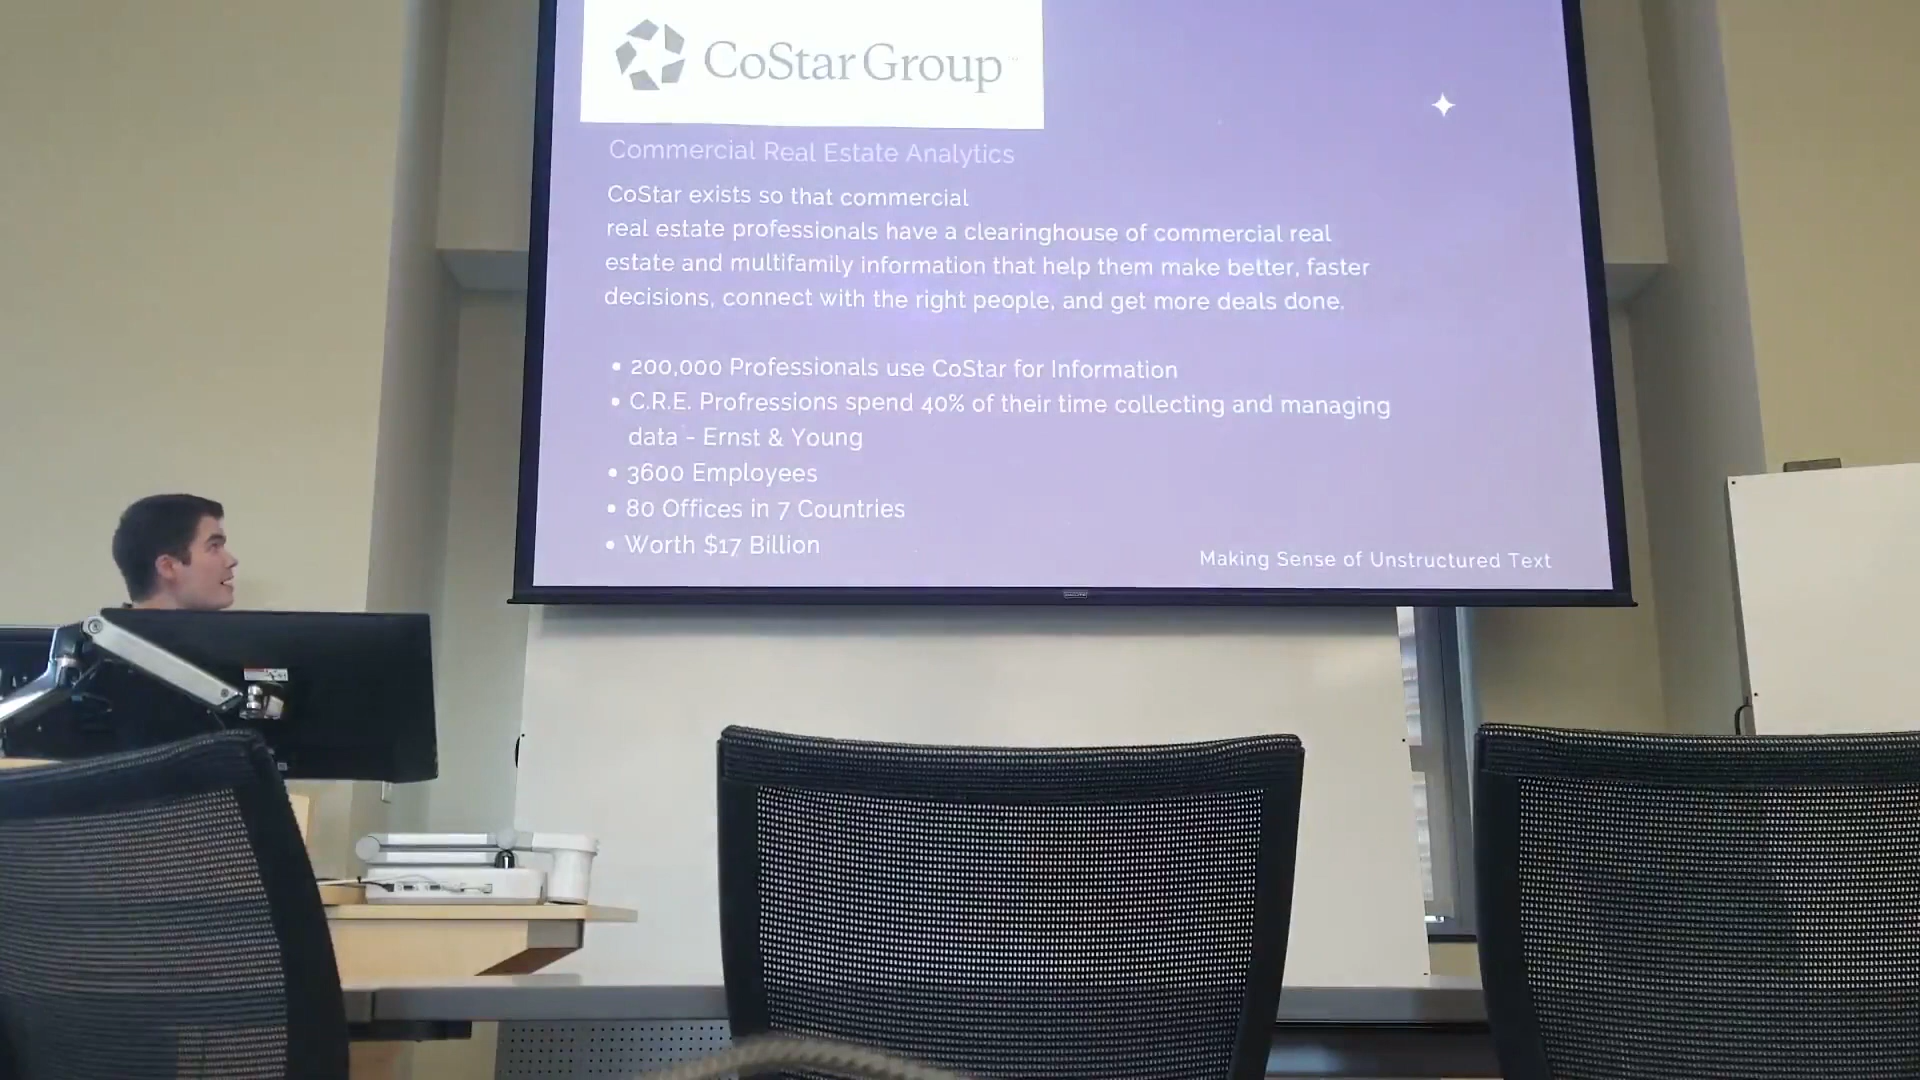 CoStar Group
Commercial Real Estate Analytics
CoStar exists so that commercial
real estate professionals have a clearinghouse of commercial real
estate and multifamily information that help them make better, faster
decisions, connect with the right people, and get more deals done.
• 200,000 Professionals use CoStar for Information
• C.R.E. Profressions spend 40% of their time collecting and managing
data - Ernst & Young
• 3600 Employees
• 80 Offices in 7 Countries
• Worth $17 Billion
Making Sense of Unstructured Text